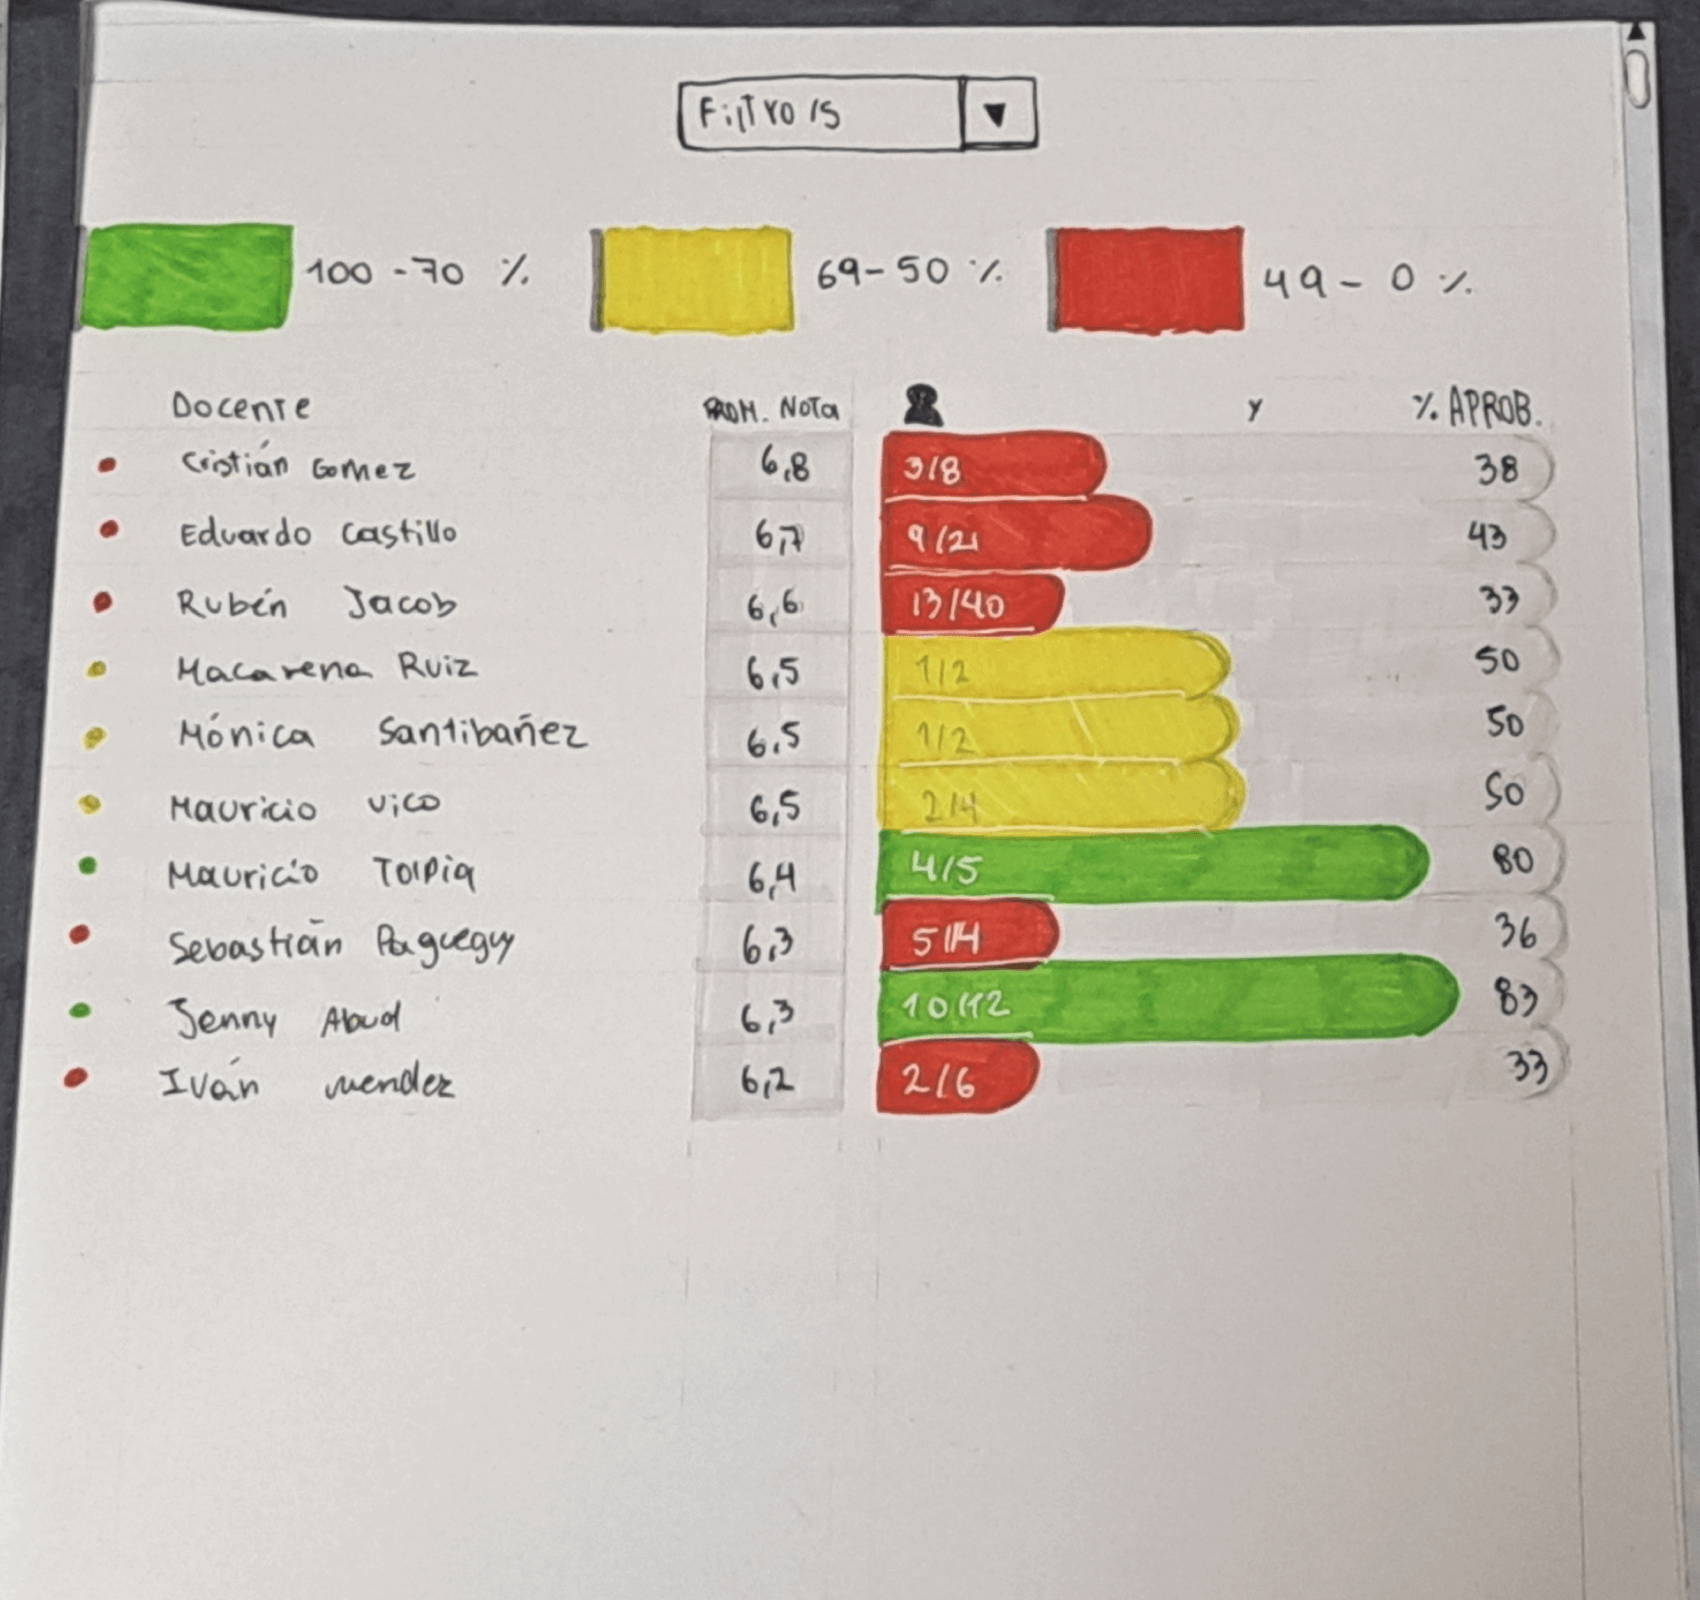 Filtro/s ▼
100 - 70 %
69 - 50 %
49 - 0 %
Docente PROM. Nota y % APROB.
Cristián Gomez 6,8 3/8 38
Eduardo Castillo 6,7 9/21 43
Rubén Jacob 6,6 13/40 33
Macarena Ruiz 6,5 1/2 50
Mónica Santibañez 6,5 1/2 50
Mauricio Vico 6,5 2/4 50
Mauricio 6,4 4/5 80
Sebastián 6,3 5/14 36
Jenny Abud 6,3 10/12 83
Iván mendez 6,2 2/6 33